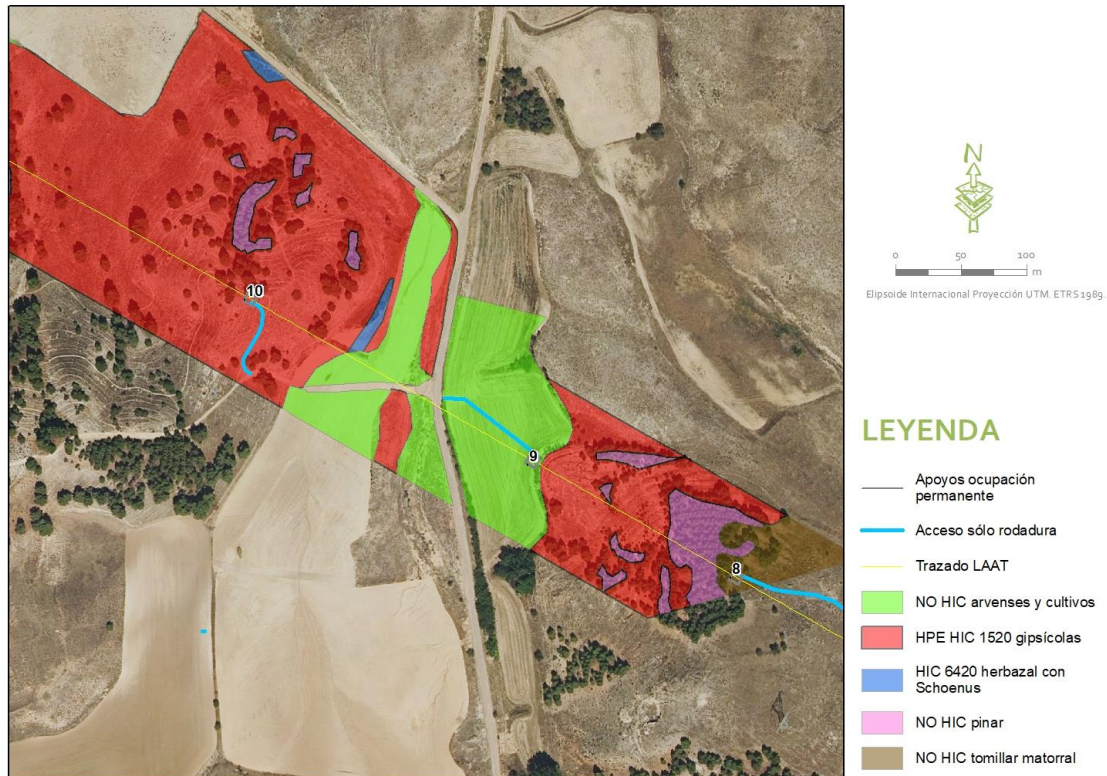 10
9
8
N
0 50 100
m
Elipsoide Internacional Proyección UTM. ETRS 1989.
LEYENDA
Apoyos ocupación
permanente
Acceso sólo rodadura
Trazado LAAT
NO HIC arvenses y cultivos
HPE HIC 1520 gipsícolas
HIC 6420 herbazal con
Schoenus
NO HIC pinar
NO HIC tomillar matorral